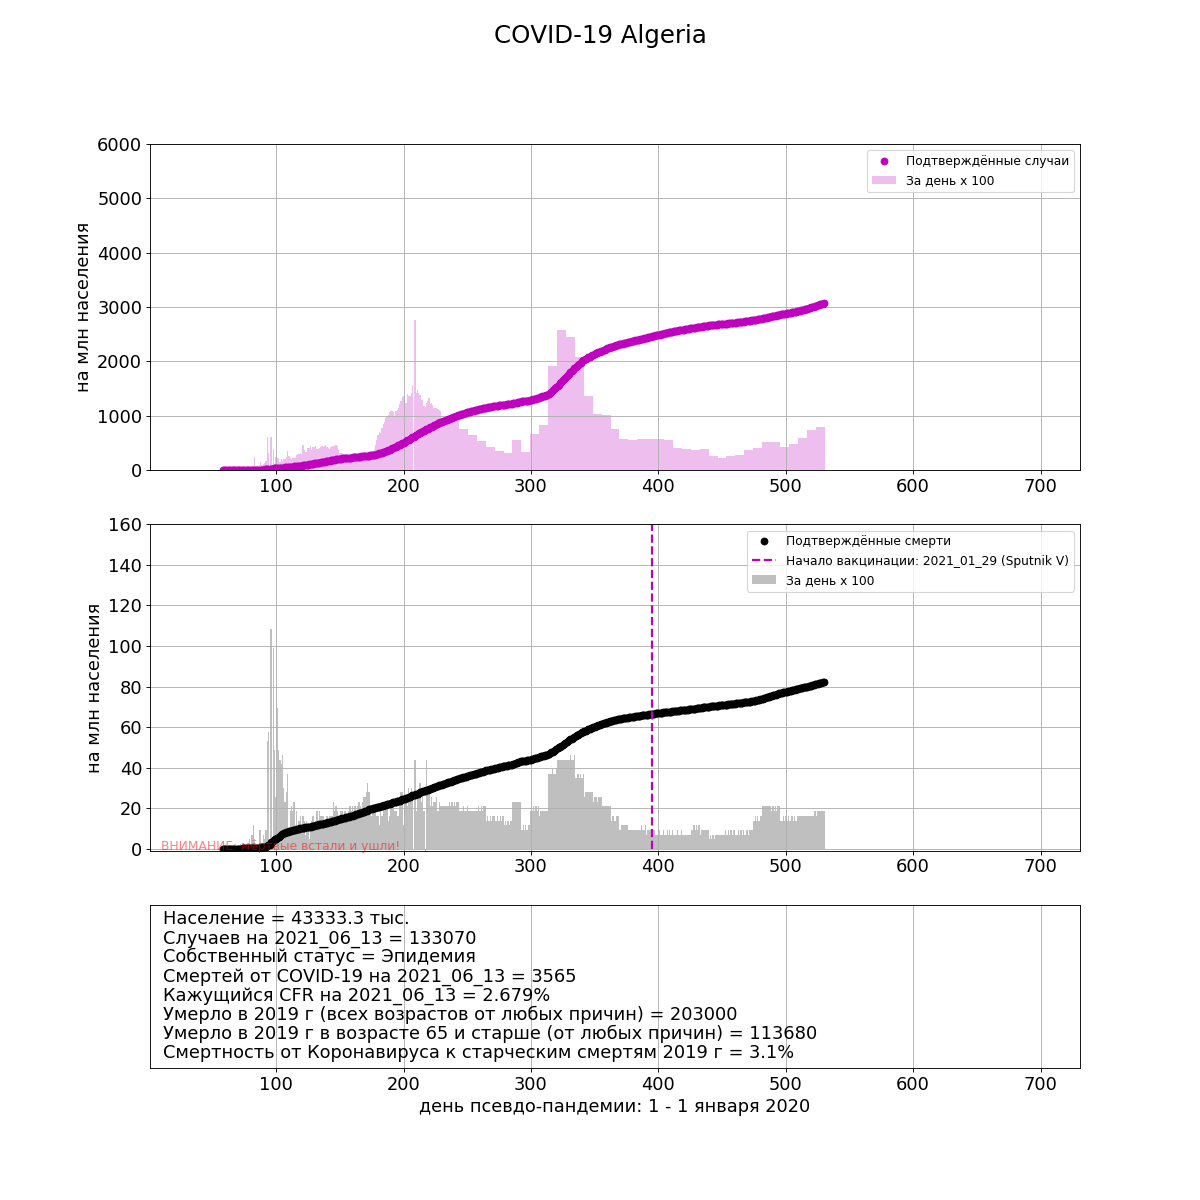 COVID-19 Algeria
6000
5000
4000
3000
2000
1000
0
на млн населения
Подтверждённые случаи
За день x 100
100 200 300 400 500 600 700
160
140
120
100
80
60
40
20
0
на млн населения
Подтверждённые смерти
Начало вакцинации: 2021_01_29 (Sputnik V)
За день x 100
ВНИМАНИЕ, мёртвые встали и ушли!
100 200 300 400 500 600 700
Население = 43333.3 тыс.
Случаев на 2021_06_13 = 133070
Собственный статус = Эпидемия
Смертей от COVID-19 на 2021_06_13 = 3565
Кажущийся CFR на 2021_06_13 = 2.679%
Умерло в 2019 г (всех возрастов от любых причин) = 203000
Умерло в 2019 г в возрасте 65 и старше (от любых причин) = 113680
Смертность от Коронавируса к старческим смертям 2019 г = 3.1%
100 200 300 400 500 600 700
день псевдо-пандемии: 1 - 1 января 2020